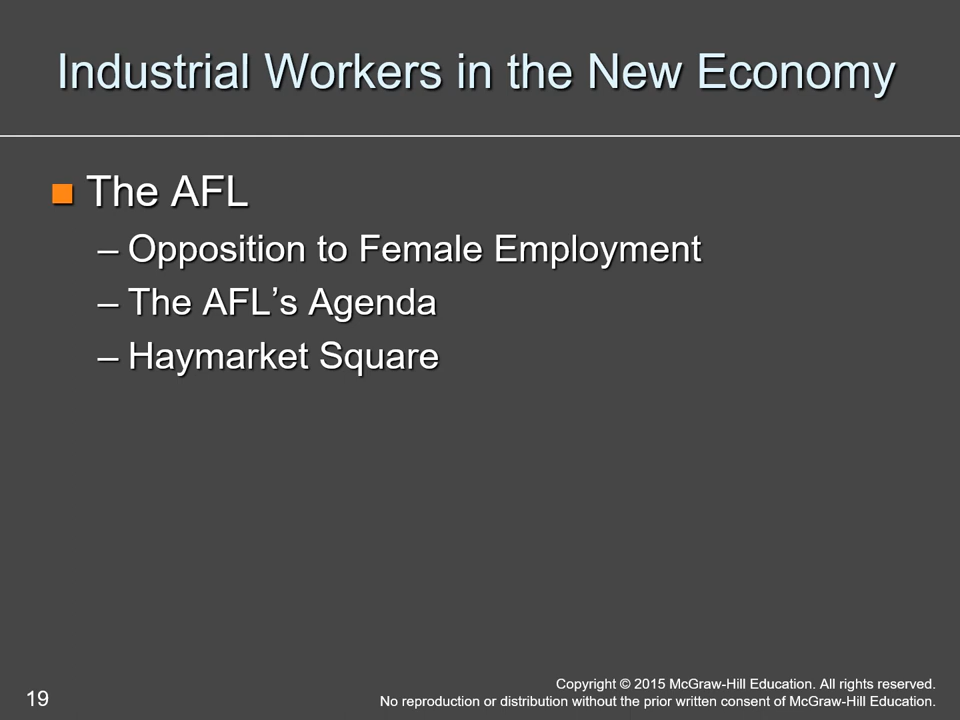 Industrial Workers in the New Economy
The AFL
– Opposition to Female Employment
– The AFL’s Agenda
– Haymarket Square
19
Copyright © 2015 McGraw-Hill Education. All rights reserved.
No reproduction or distribution without the prior written consent of McGraw-Hill Education.